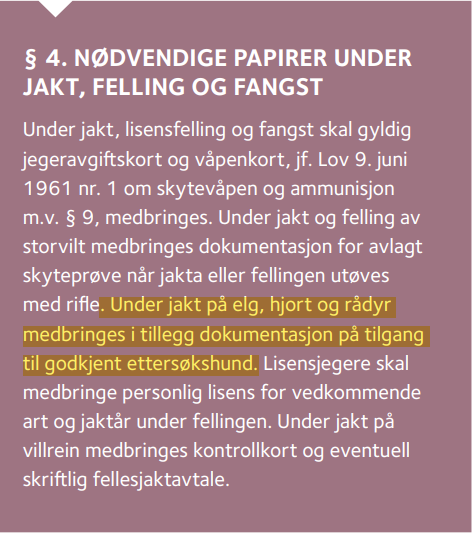 § 4. NØDVENDIGE PAPIRER UNDER
JAKT, FELLING OG FANGST
Under jakt, lisensfelling og fangst skal gyldig
jegeravgiftskort og våpenkort, jf. Lov 9. juni
1961 nr. 1 om skytevåpen og ammunisjon
m.v. § 9, medbringes. Under jakt og felling av
storvilt medbringes dokumentasjon for avlagt
skyteprøve når jakta eller fellingen utøves
med rifle. Under jakt på elg, hjort og rådyr
medbringes i tillegg dokumentasjon på tilgang
til godkjent ettersøkshund. Lisensjegere skal
medbringe personlig lisens for vedkommende
art og jaktår under fellingen. Under jakt på
villrein medbringes kontrollkort og eventuell
skriftlig fellesjaktavtale.